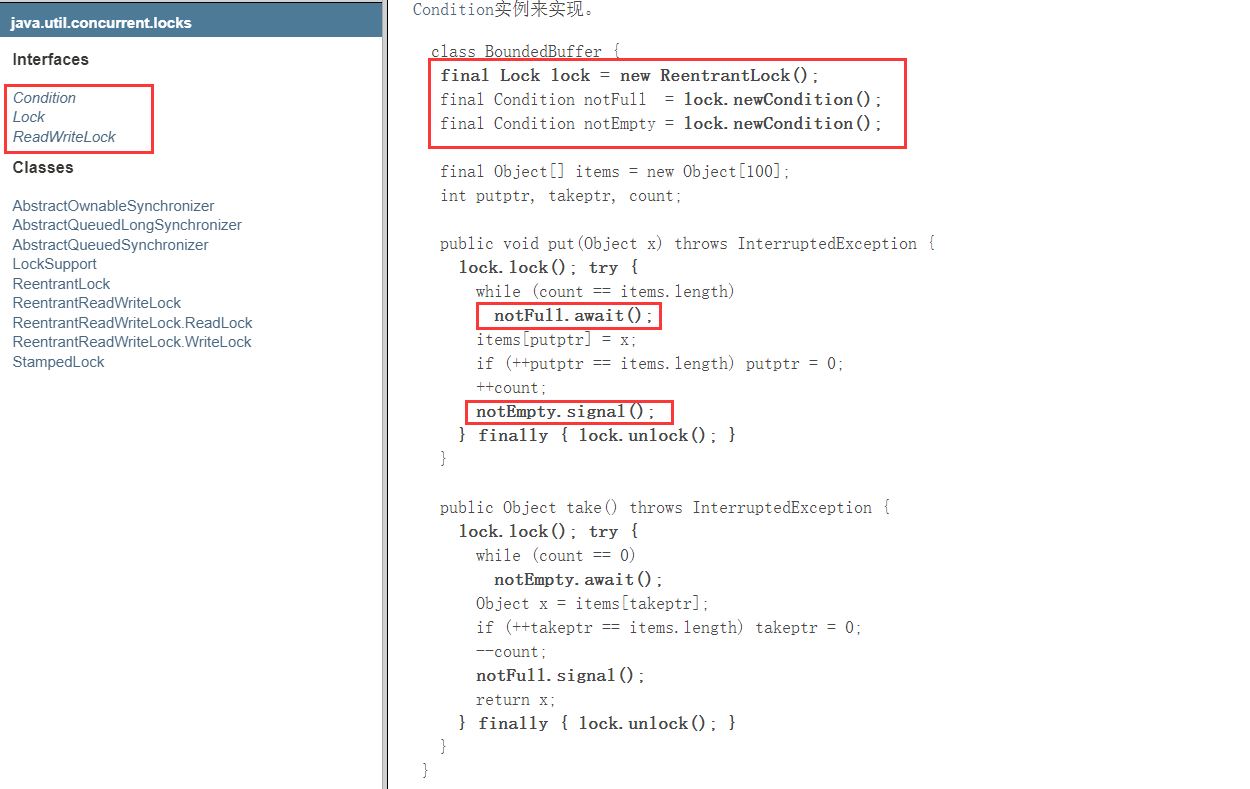 java.util.concurrent.locks
Interfaces
Condition
Lock
ReadWriteLock
Classes
AbstractOwnableSynchronizer
AbstractQueuedLongSynchronizer
AbstractQueuedSynchronizer
LockSupport
ReentrantLock
ReentrantReadWriteLock
ReentrantReadWriteLock.ReadLock
ReentrantReadWriteLock.WriteLock
StampedLock
Condition实例来实现。
class BoundedBuffer {
final Lock lock = new ReentrantLock();
final Condition notFull  = lock.newCondition();
final Condition notEmpty = lock.newCondition();
final Object[] items = new Object[100];
int putptr, takeptr, count;
public void put(Object x) throws InterruptedException {
lock.lock(); try {
while (count == items.length)
notFull.await();
items[putptr] = x;
if (++putptr == items.length) putptr = 0;
++count;
notEmpty.signal();
} finally { lock.unlock(); }
}
public Object take() throws InterruptedException {
lock.lock(); try {
while (count == 0)
notEmpty.await();
Object x = items[takeptr];
if (++takeptr == items.length) takeptr = 0;
--count;
notFull.signal();
return x;
} finally { lock.unlock(); }
}
}